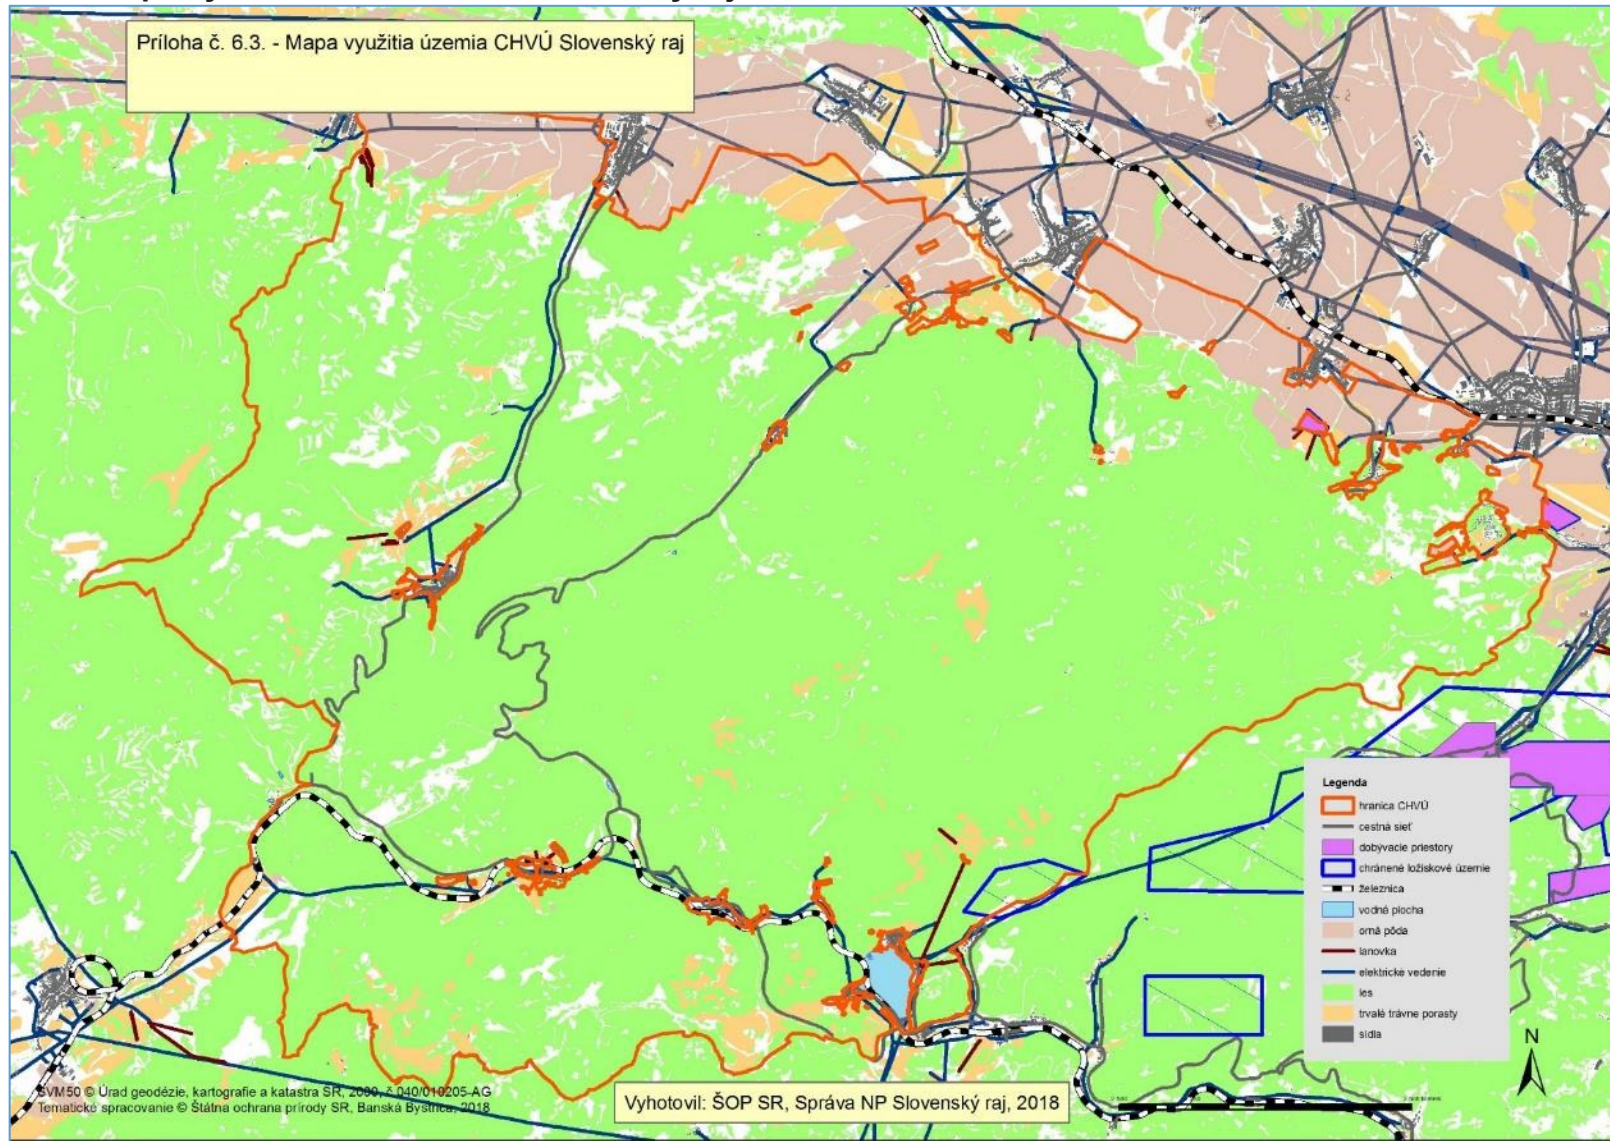 Príloha č. 6.3. - Mapa využitia územia CHVÚ Slovenský raj
Legenda
hranica CHVÚ
cestná sieť
dobývacie priestory
chránené ložiskové územie
železnica
vodná plocha
orná pôda
lanovka
elektrické vedenie
les
trvalé trávne porasty
sídla
N
SVM50 © Úrad geodézie, kartografie a katastra SR, 2009, č.040/010205-AG
Tematické spracovanie © Štátna ochrana prírody SR, Banská Bystrica, 2018
Vyhotovil: ŠOP SR, Správa NP Slovenský raj, 2018